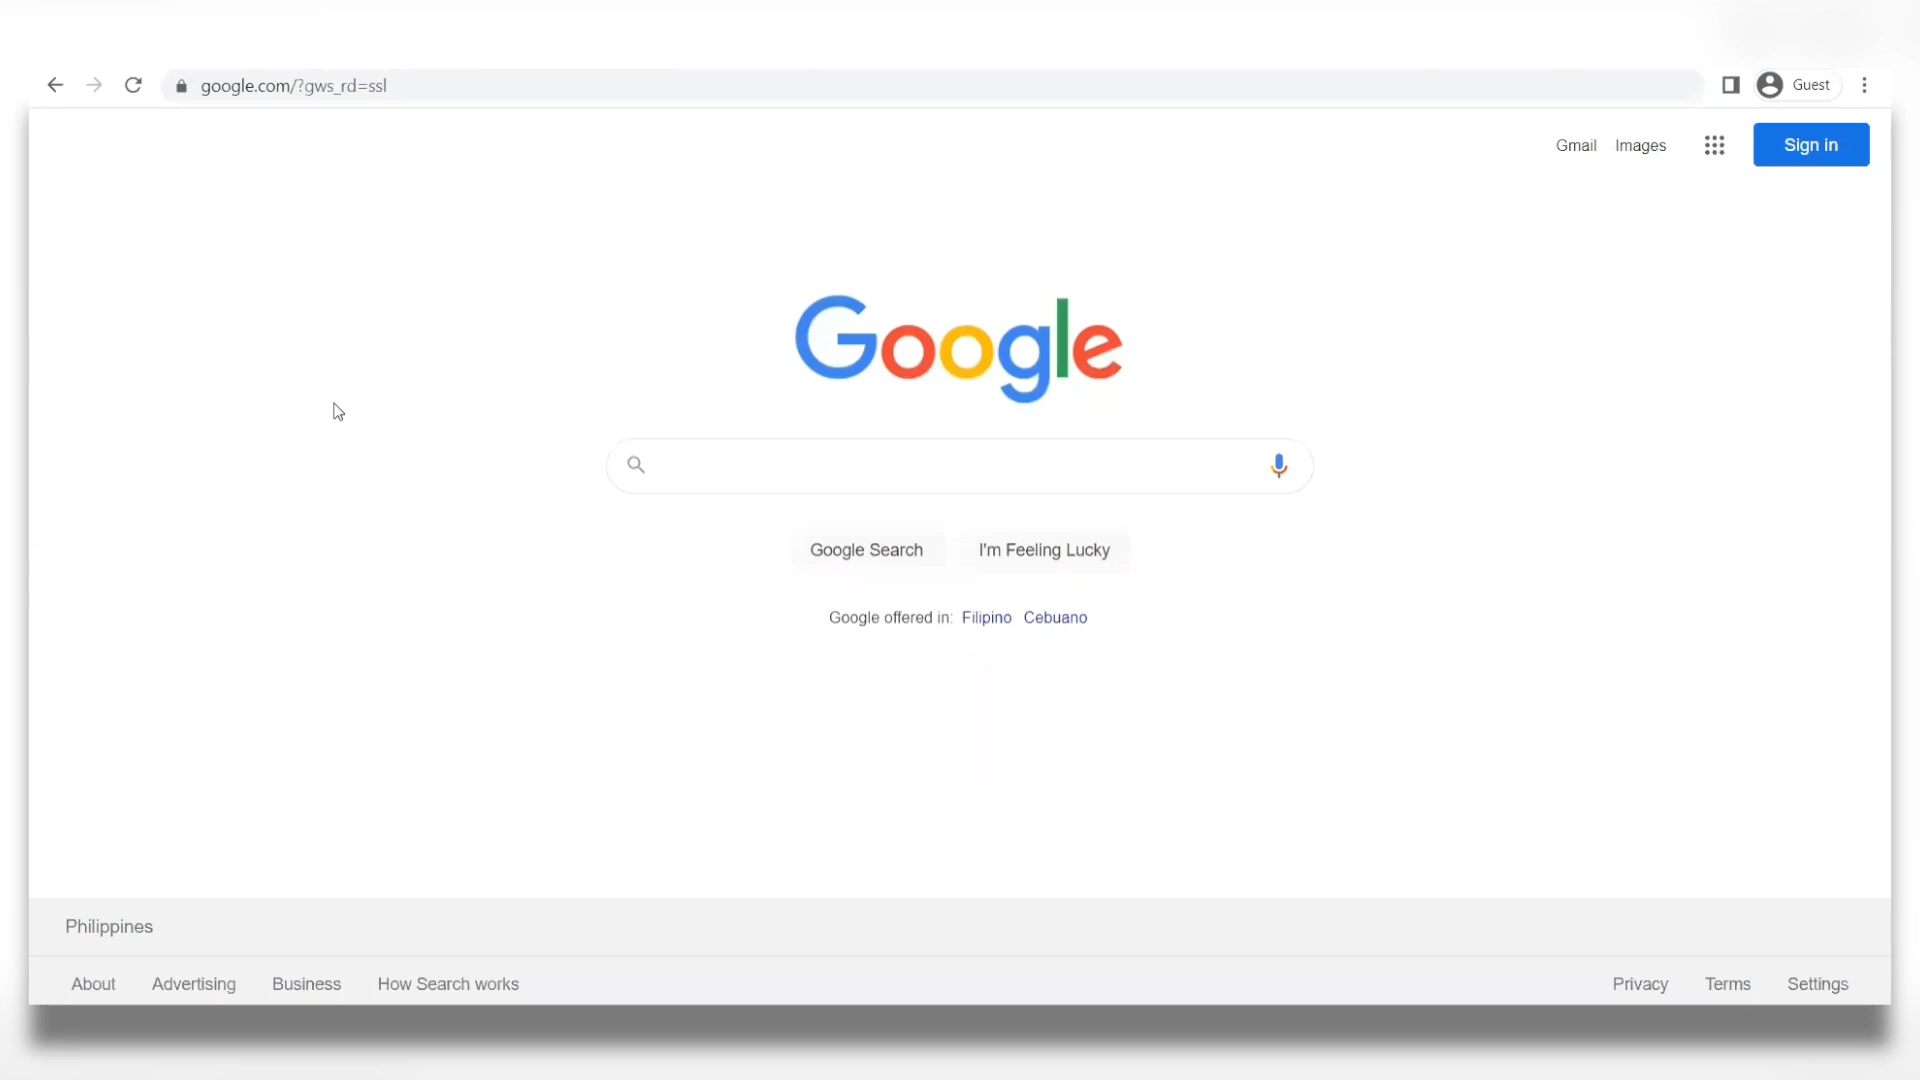 google.com/?gws_rd=ssl
Guest
Gmail Images
Sign in
Google
Google Search I'm Feeling Lucky
Google offered in: Filipino Cebuano
Philippines
About Advertising Business How Search works
Privacy Terms Settings